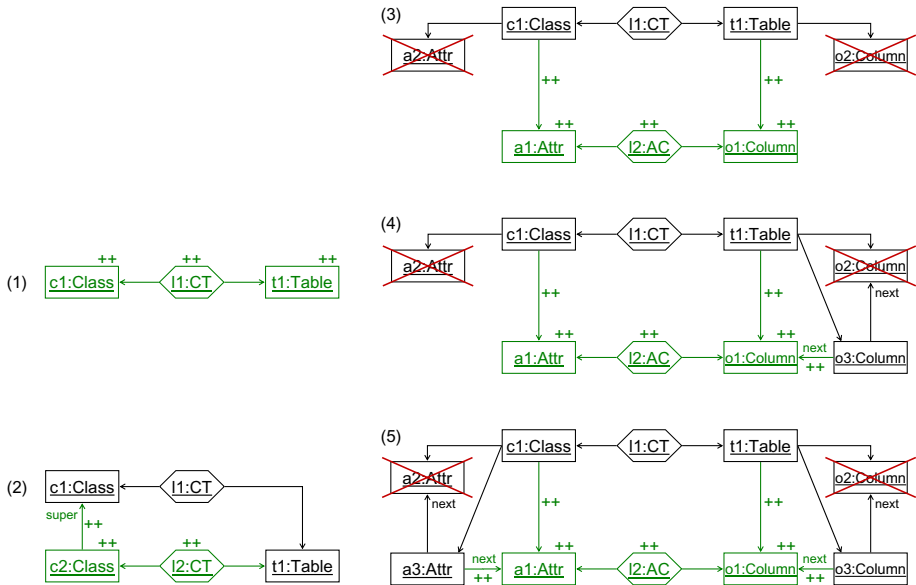 (1)
++ ++ ++
c1:Class l1:CT t1:Table
(2)
c1:Class l1:CT
super
++
++ ++
c2:Class l2:CT t1:Table
(3)
c1:Class l1:CT t1:Table
a2:Attr o2:Column
++ ++
++ ++ ++
a1:Attr l2:AC o1:Column
(4)
c1:Class l1:CT t1:Table
a2:Attr o2:Column
next
++ ++
++ ++ ++
next
a1:Attr l2:AC o1:Column ++ o3:Column
(5)
c1:Class l1:CT t1:Table
a2:Attr o2:Column
next next
++ ++
++ ++ ++
next next
a3:Attr ++ a1:Attr l2:AC o1:Column ++ o3:Column